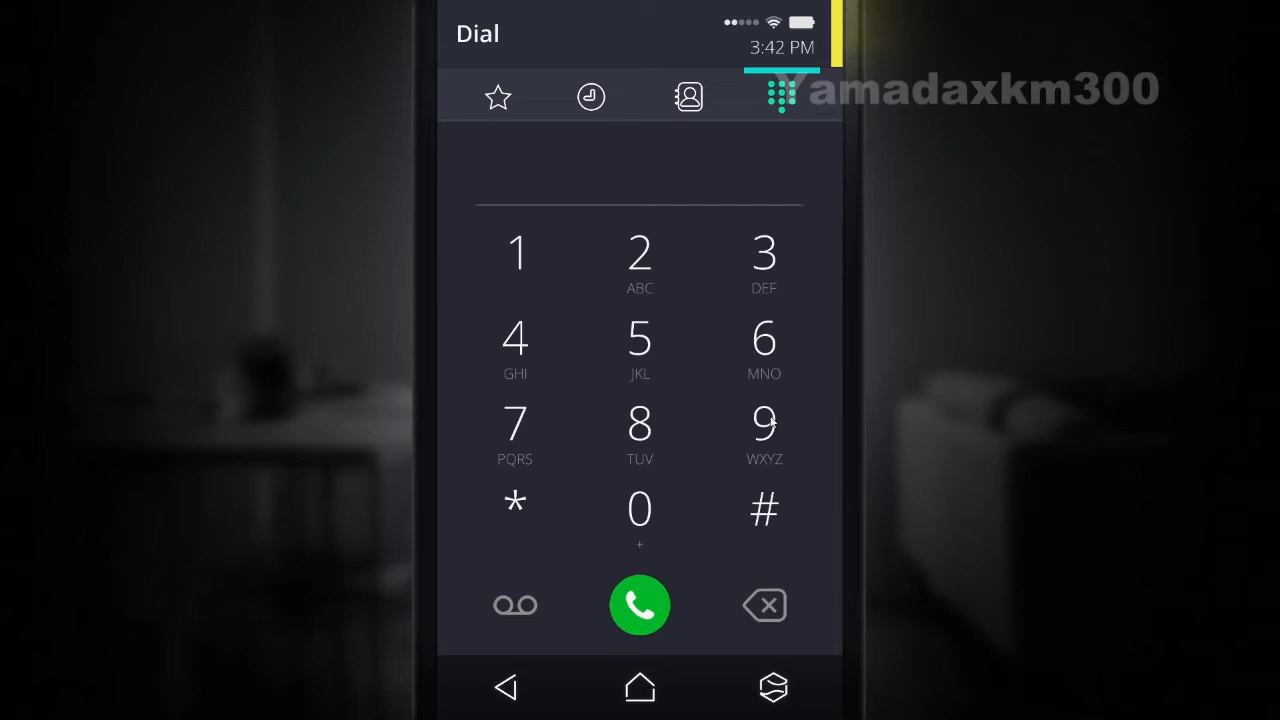 Dial
3:42 PM
Yamadaxkm300
1 2 3
ABC DEF
4 5 6
GHI JKL MNO
7 8 9
PQRS TUV WXYZ
* 0 #
+